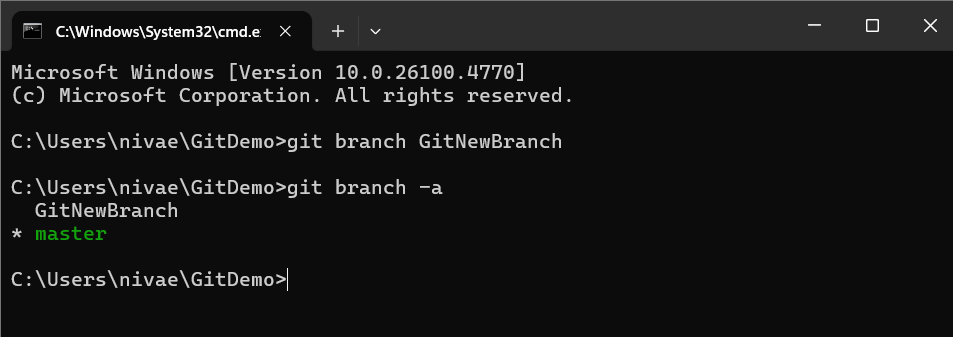 C:\Windows\System32\cmd.e
Microsoft Windows [Version 10.0.26100.4770]
(c) Microsoft Corporation. All rights reserved.
C:\Users\nivae\GitDemo>git branch GitNewBranch
C:\Users\nivae\GitDemo>git branch -a
GitNewBranch
* master
C:\Users\nivae\GitDemo>